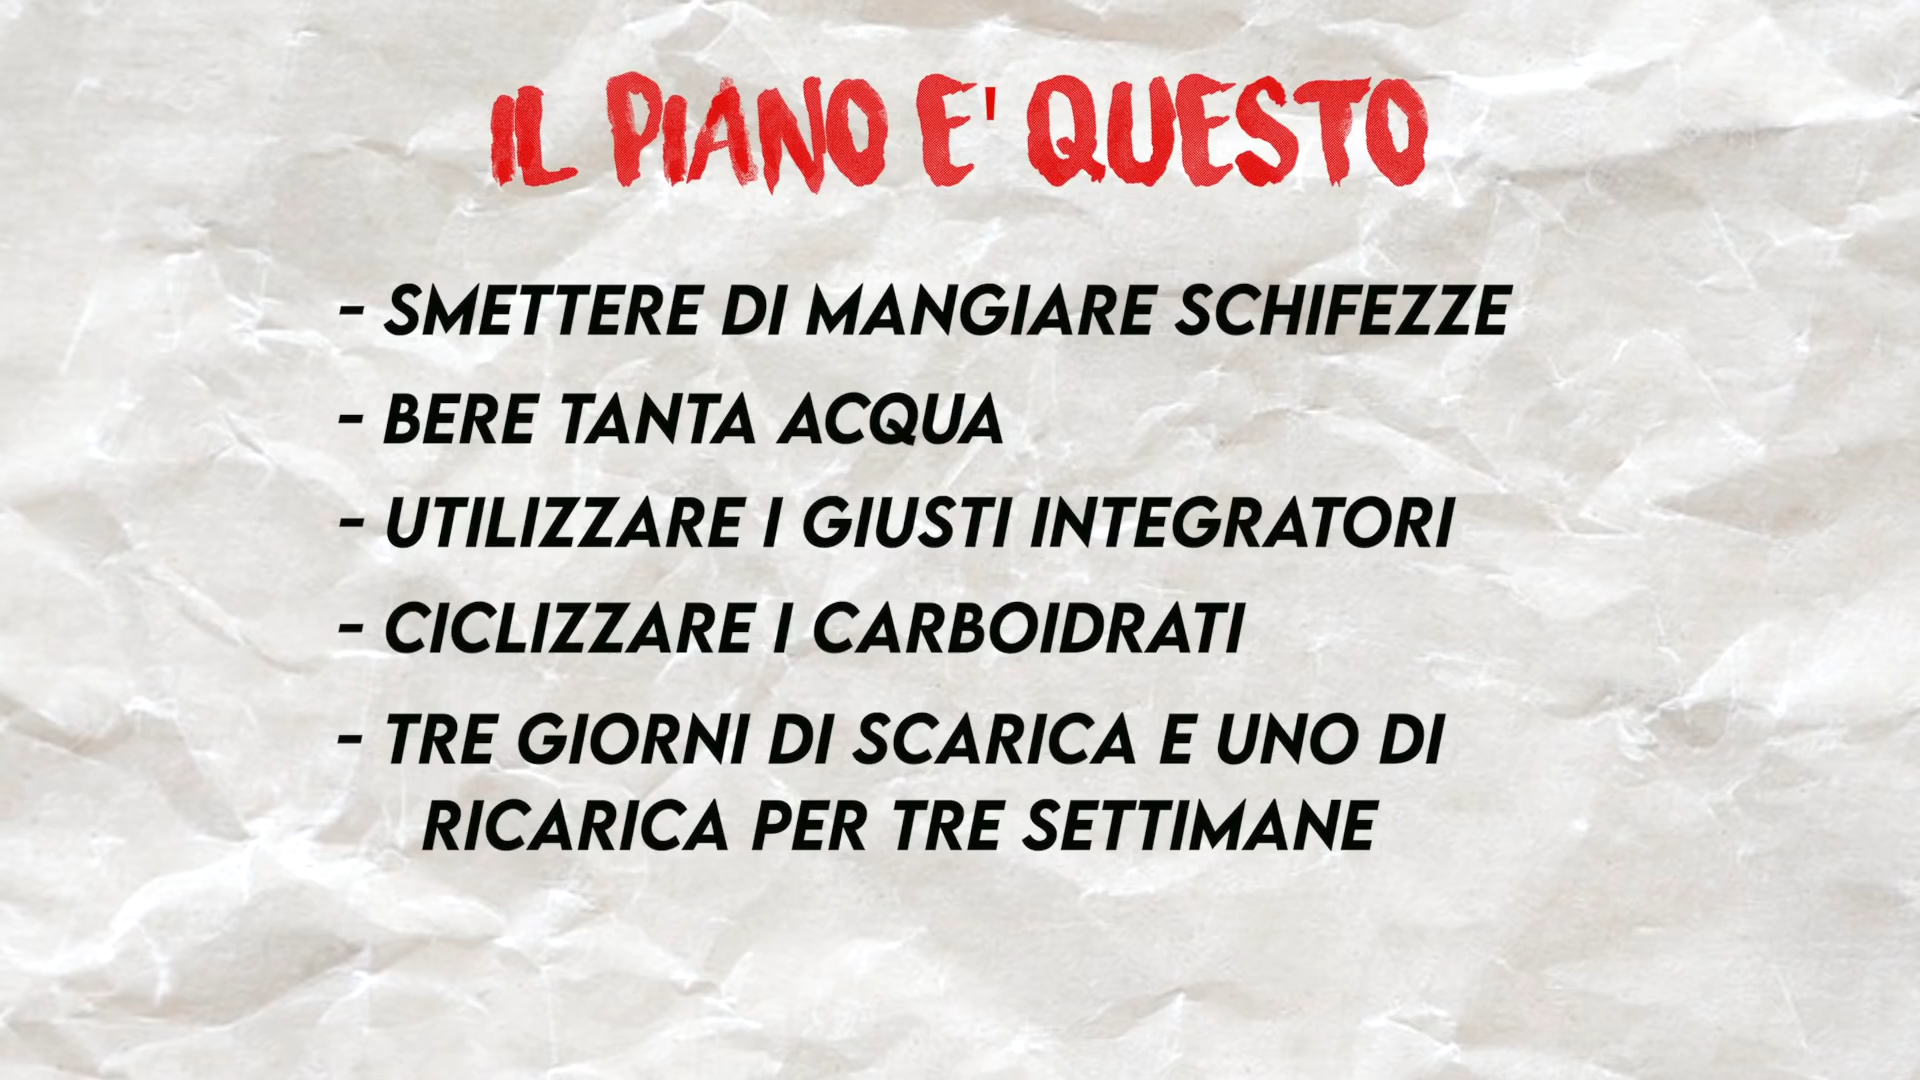 IL PIANO E' QUESTO
- SMETTERE DI MANGIARE SCHIFEZZE
- BERE TANTA ACQUA
- UTILIZZARE I GIUSTI INTEGRATORI
- CICLIZZARE I CARBOIDRATI
- TRE GIORNI DI SCARICA E UNO DI
RICARICA PER TRE SETTIMANE